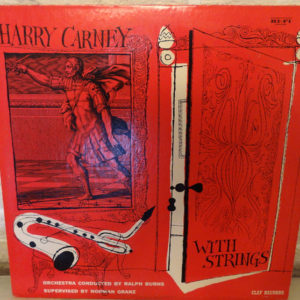 HARRY CARNEY
HI-FI
WITH
STRINGS
ORCHESTRA CONDUCTED BY RALPH BURNS
SUPERVISED BY NORMAN GRANZ
CLEF RECORDS